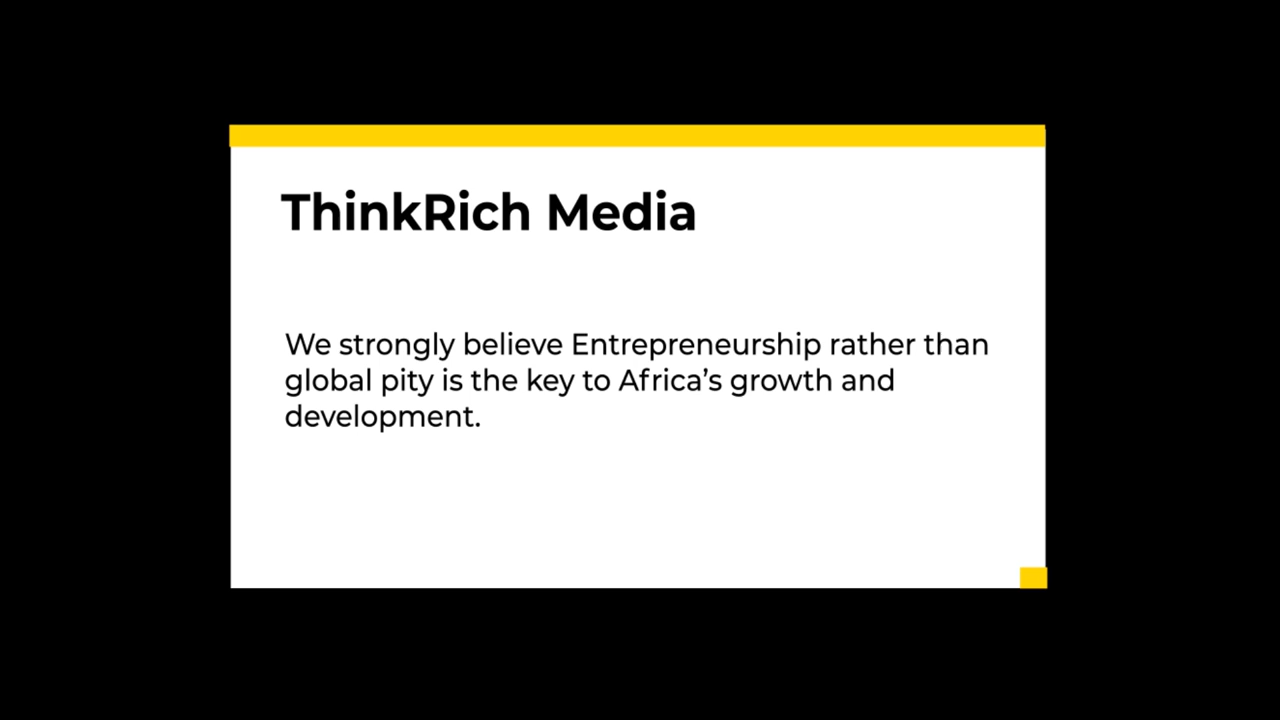 ThinkRich Media
We strongly believe Entrepreneurship rather than
global pity is the key to Africa’s growth and
development.